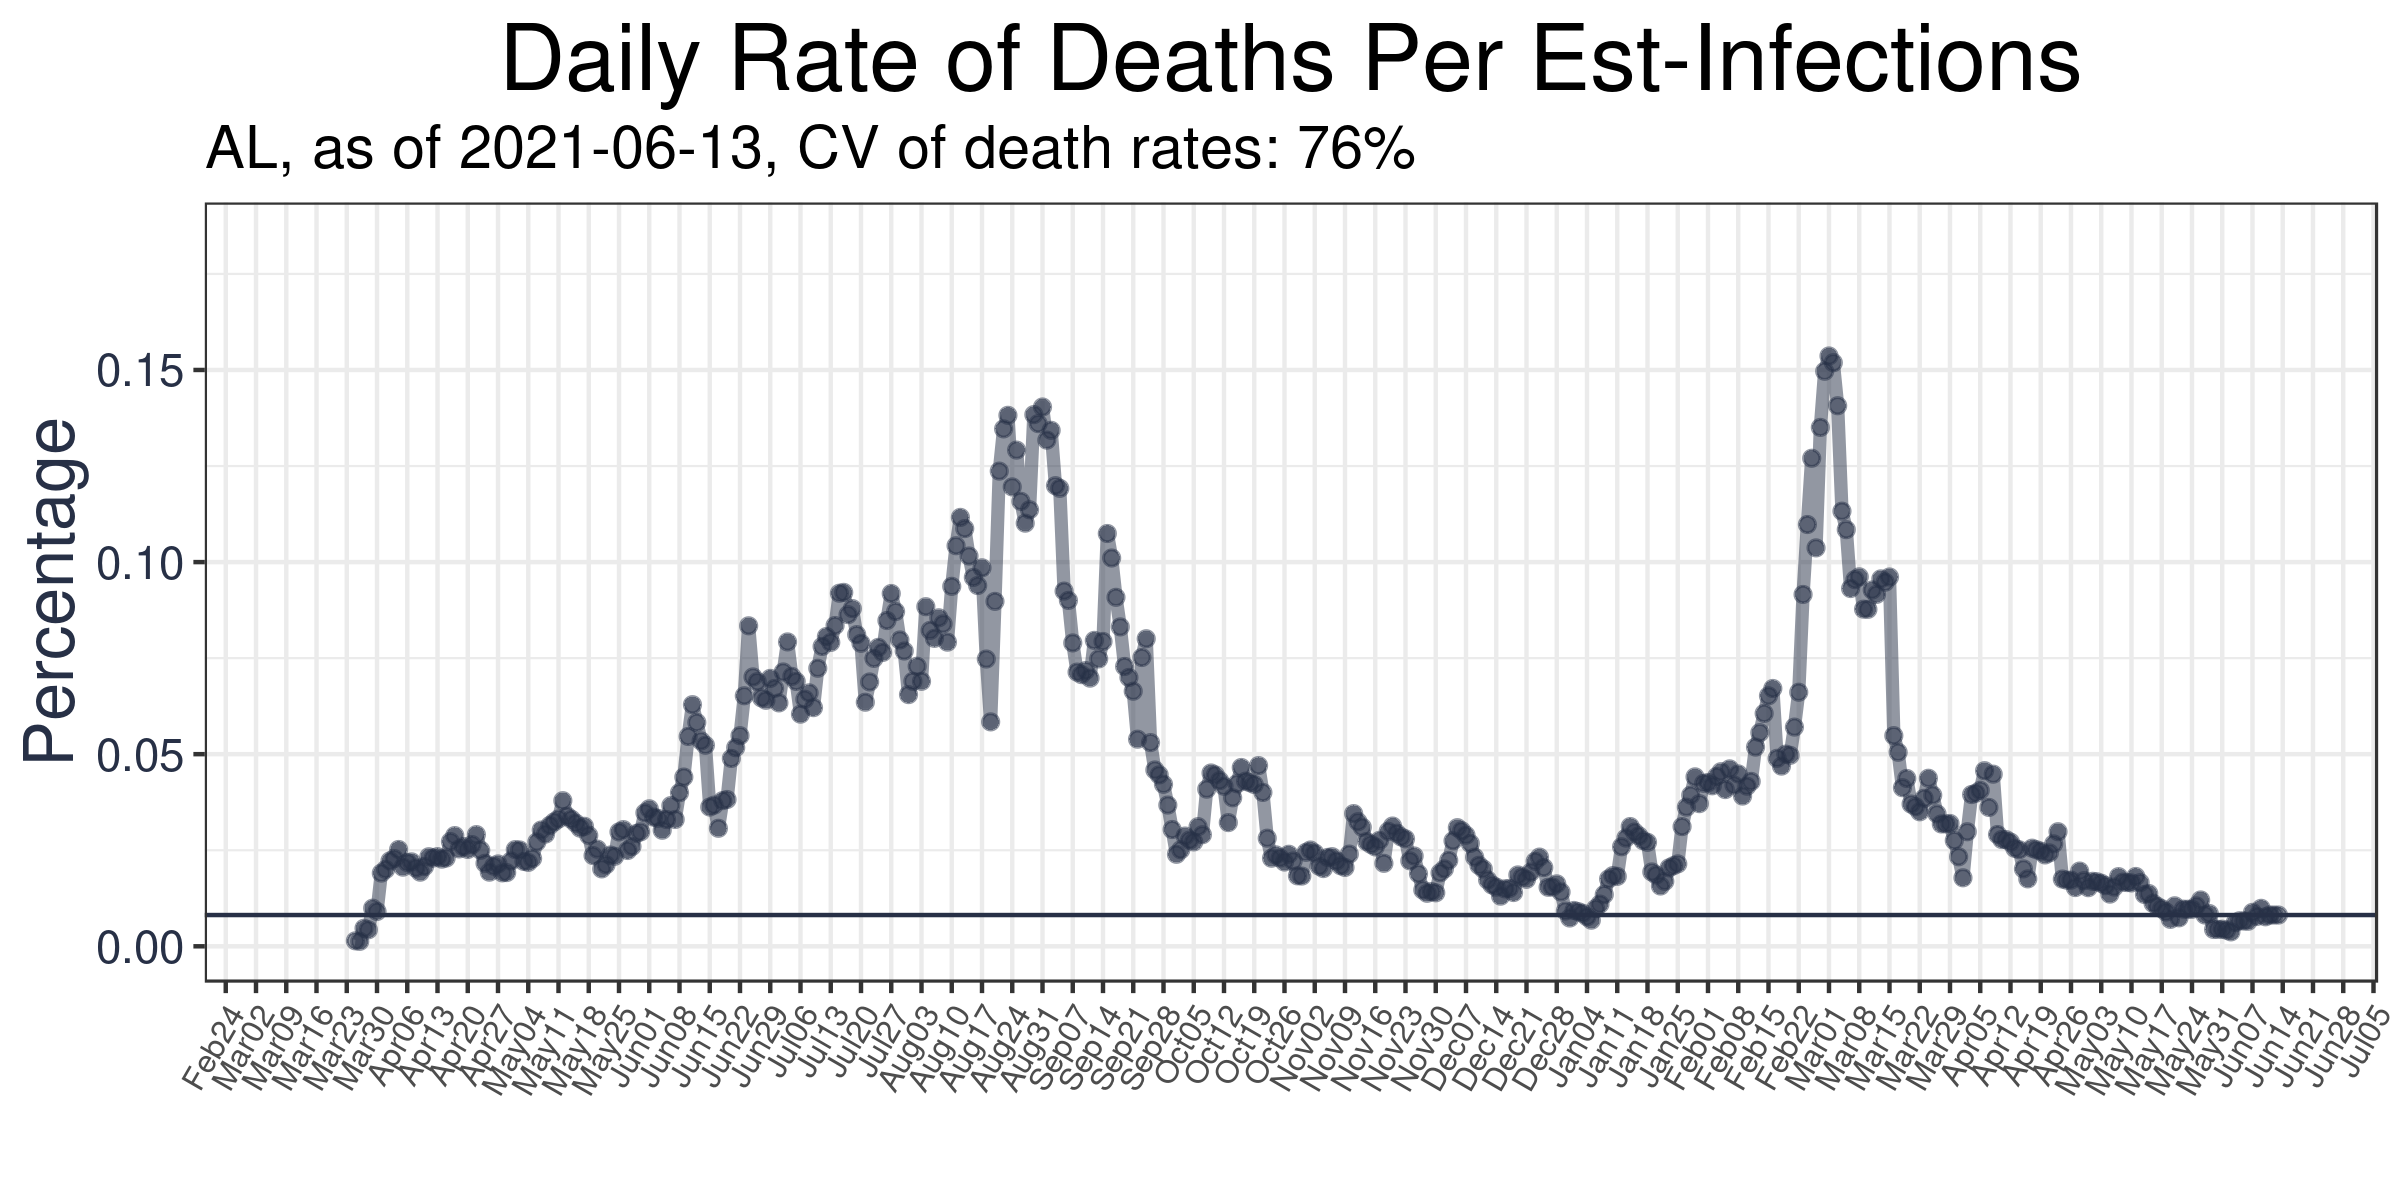 Daily Rate of Deaths Per Est-Infections
AL, as of 2021-06-13, CV of death rates: 76%
Percentage
0.15
0.10
0.05
0.00
Feb24
Mar02
Mar09
Mar16
Mar23
Mar30
Apr06
Apr13
Apr20
Apr27
May04
May11
May18
May25
Jun01
Jun08
Jun15
Jun22
Jun29
Jul06
Jul13
Jul20
Jul27
Aug03
Aug10
Aug17
Aug24
Aug31
Sep07
Sep14
Sep21
Sep28
Oct05
Oct12
Oct19
Oct26
Nov02
Nov09
Nov16
Nov23
Nov30
Dec07
Dec14
Dec21
Dec28
Jan04
Jan11
Jan18
Jan25
Feb01
Feb08
Feb15
Feb22
Mar01
Mar08
Mar15
Mar22
Mar29
Apr05
Apr12
Apr19
Apr26
May03
May10
May17
May24
May31
Jun07
Jun14
Jun21
Jun28
Jul05